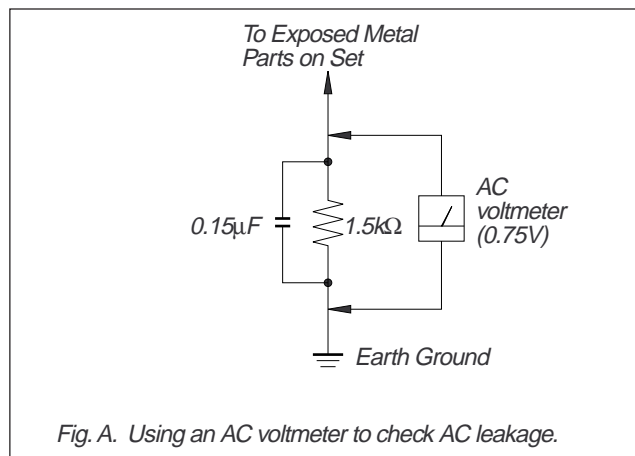 To Exposed Metal
Parts on Set
0.15μF
1.5kΩ
AC
voltmeter
(0.75V)
Earth Ground
Fig. A. Using an AC voltmeter to check AC leakage.